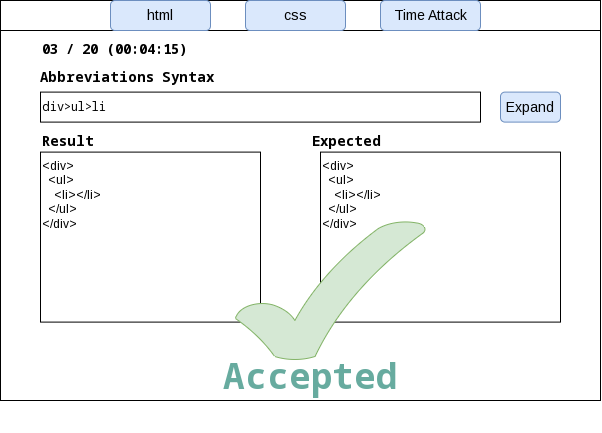 html css Time Attack
03 / 20 (00:04:15)
Abbreviations Syntax
div>ul>li Expand
Result Expected
<div> <div>
<ul> <ul>
<li></li> <li></li>
</ul> </ul>
</div> </div>
Accepted